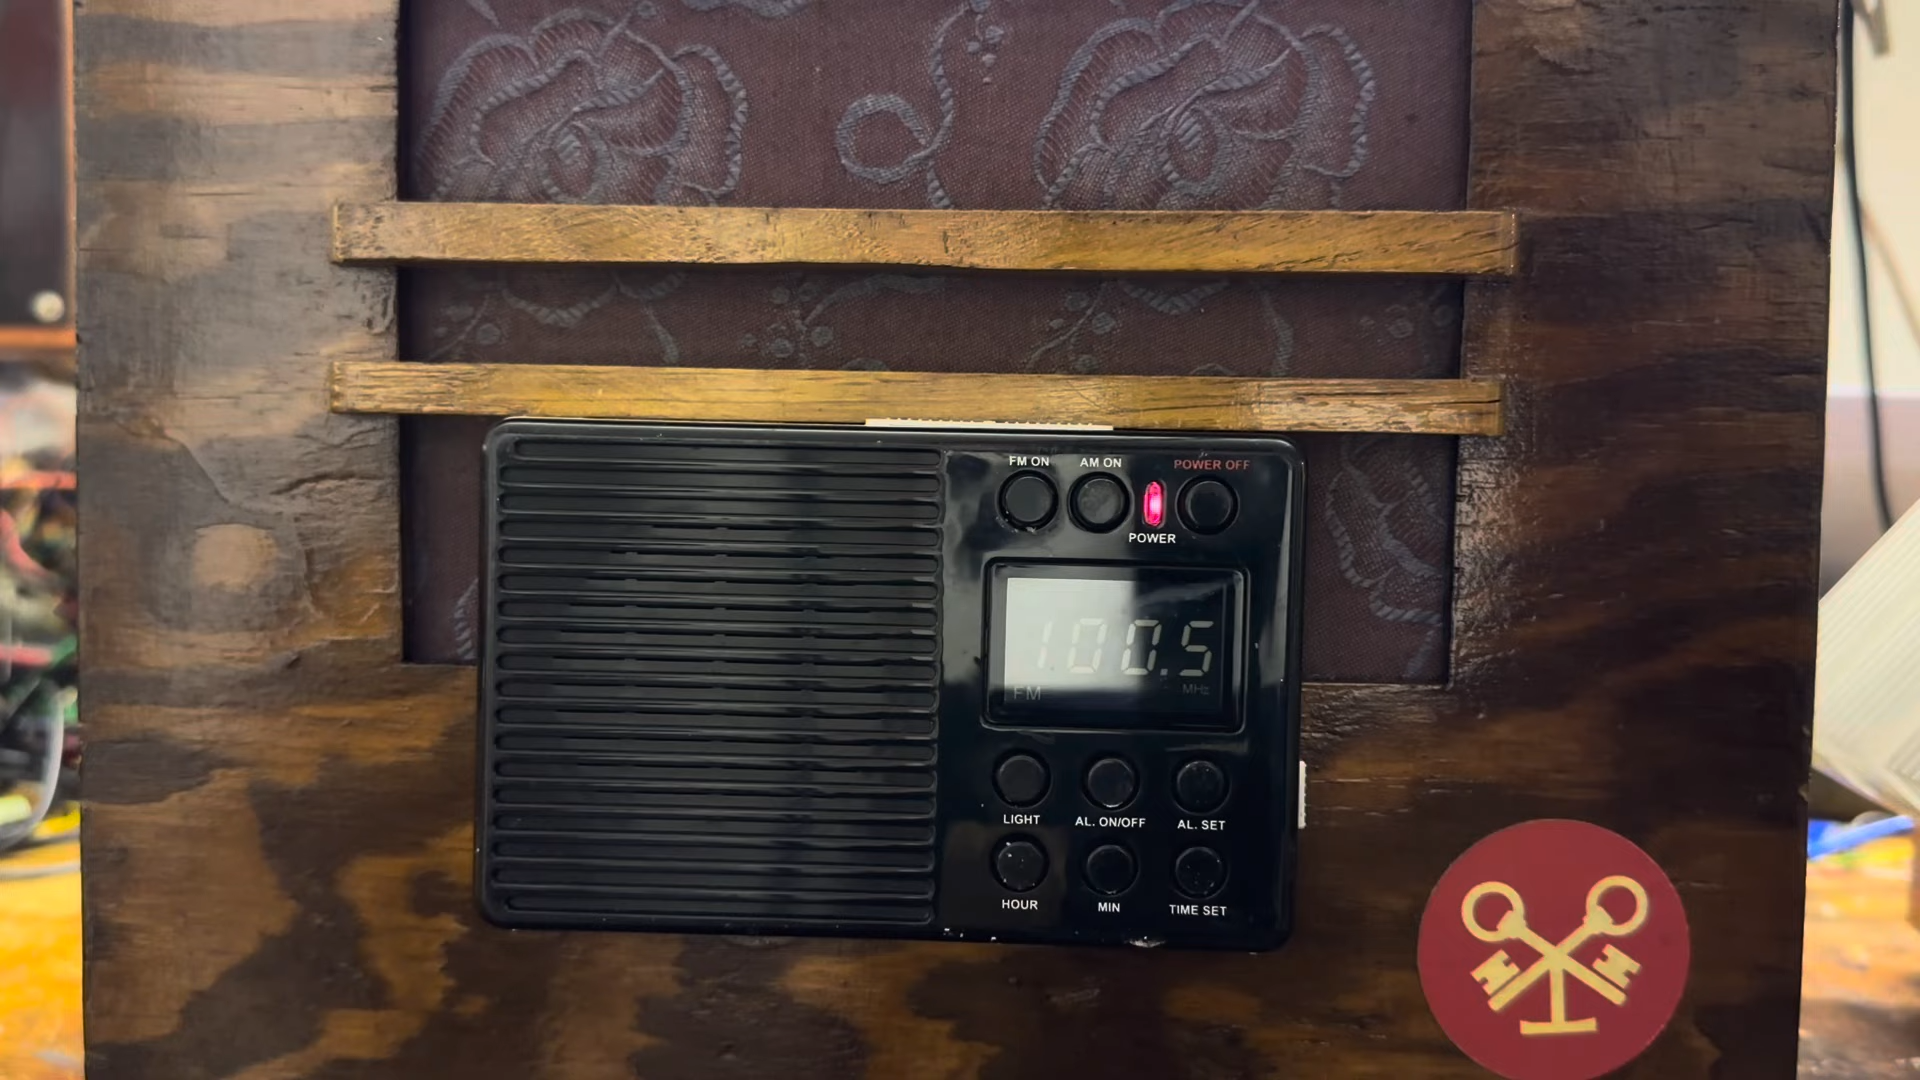 FM ON AM ON POWER OFF
POWER
100.5
FM MHz
LIGHT AL. ON/OFF AL. SET
HOUR MIN TIME SET